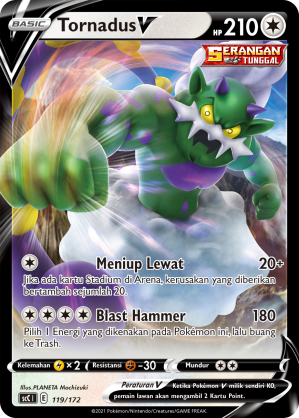 BASIC Tornadus V HP 210
SERANGAN
TUNGGAL
Meniup Lewat 20+
Jika ada kartu Stadium di Arena, kerusakan yang diberikan
bertambah sejumlah 20.
Blast Hammer 180
Pilih 1 Energi yang dikenakan pada Pokémon ini, lalu buang
ke Trash.
Kelemahan ×2 Resistansi -30 Mundur
Illus. PLANETA Mochizuki
scC I E 119/172
Peraturan V Ketika Pokémon V milik sendiri KO,
pemain lawan akan mengambil 2 Kartu Point.
©2021 Pokémon/Nintendo/Creatures/GAME FREAK.